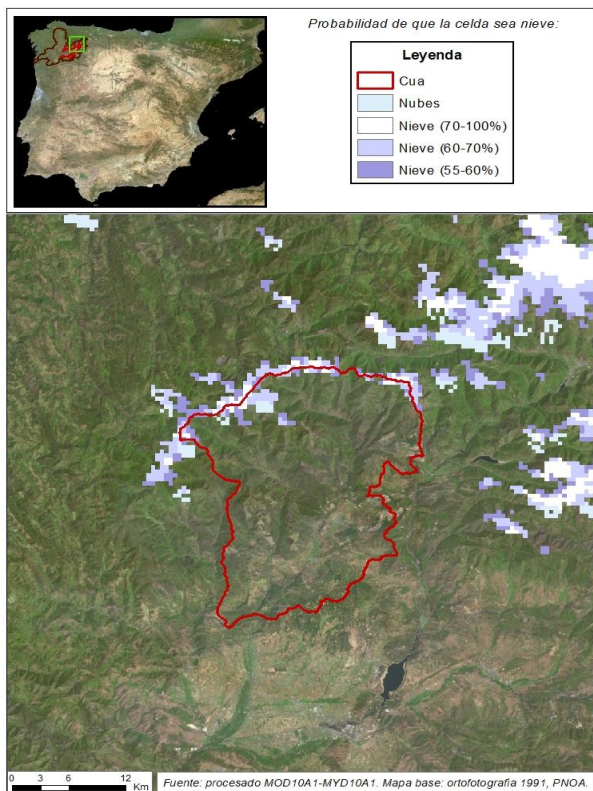 Probabilidad de que la celda sea nieve:
Leyenda
Cua
Nubes
Nieve (70-100%)
Nieve (60-70%)
Nieve (55-60%)
0 3 6 12
Km
Fuente: procesado MOD10A1-MYD10A1. Mapa base: ortofotografia 1991, PNOA.